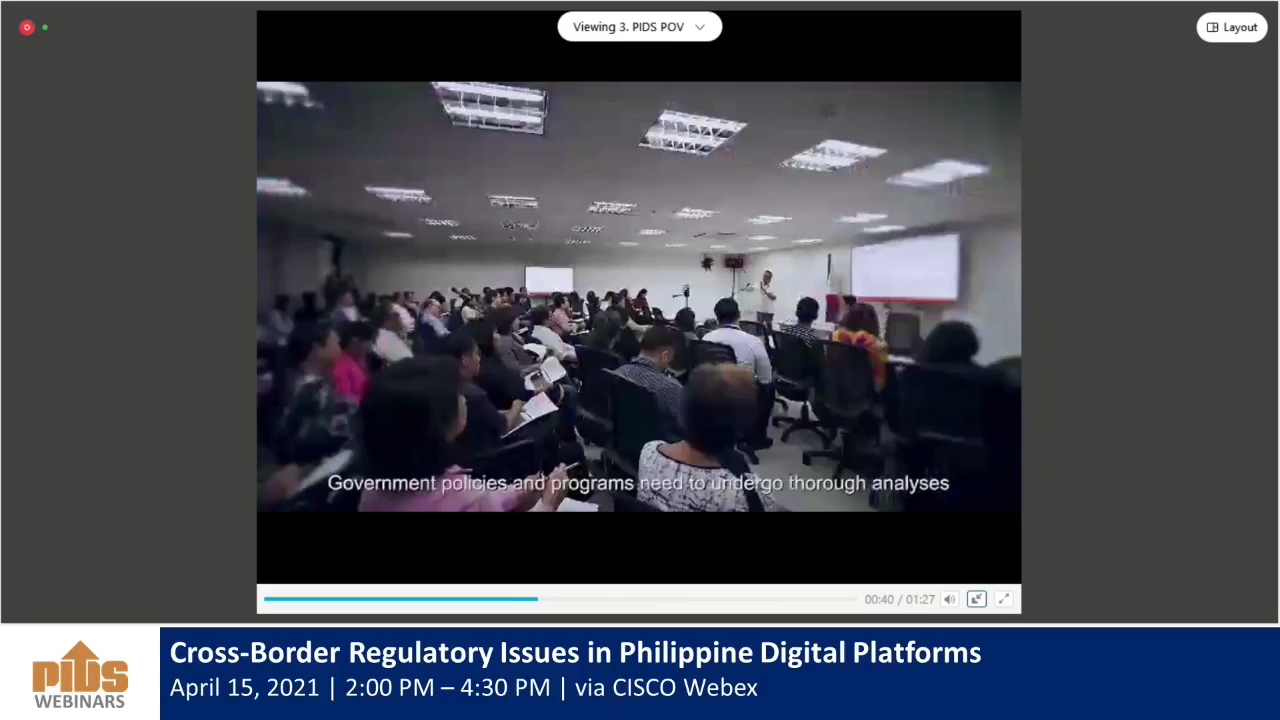 Viewing 3. PIDS POV
Layout
Government policies and programs need to undergo thorough analyses
00:40 / 01:27
PIDS
WEBINARS
Cross-Border Regulatory Issues in Philippine Digital Platforms
April 15, 2021 | 2:00 PM – 4:30 PM | via CISCO Webex